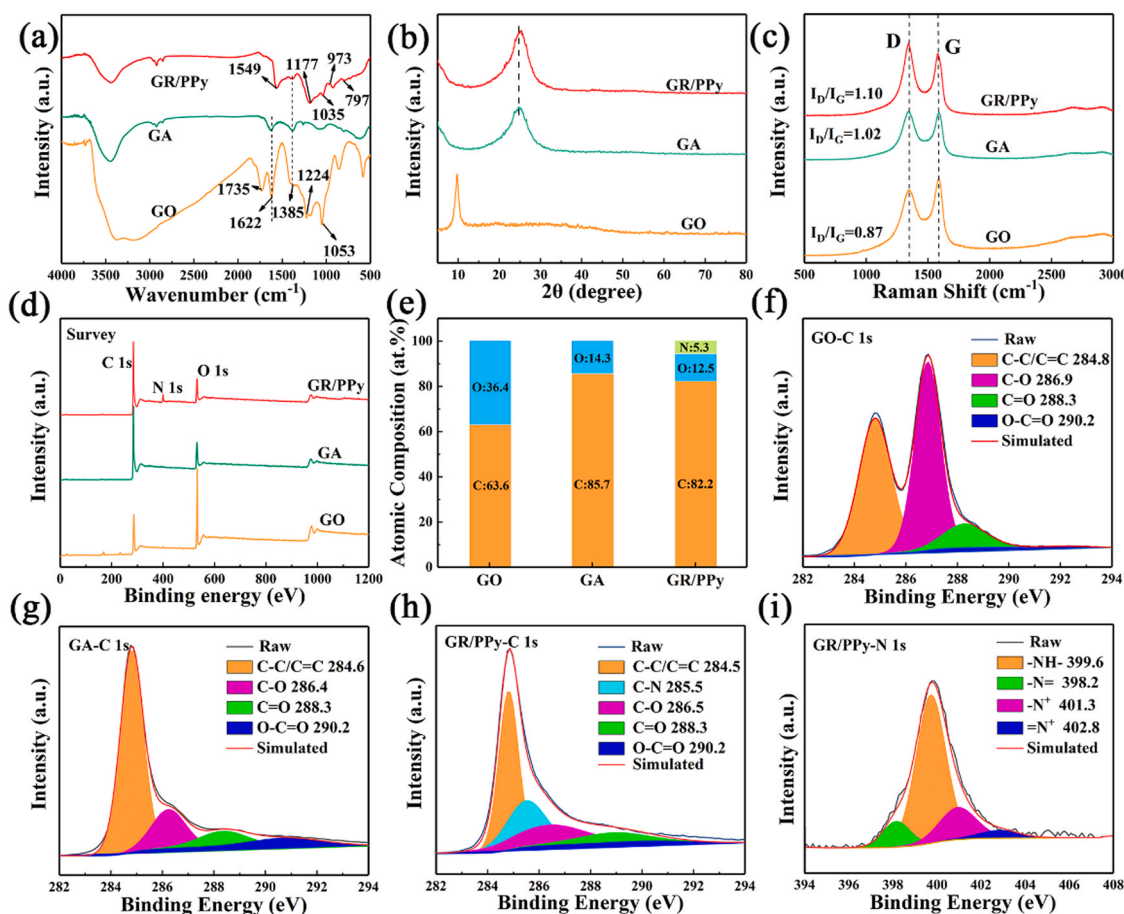 (a)
Intensity (a.u.)
GR/PPy
1549
1177
973
1035
797
GA
1735
1622
1385
1224
1053
GO
4000 3500 3000 2500 2000 1500 1000 500
Wavenumber (cm⁻¹)
(b)
Intensity (a.u.)
GR/PPy
GA
GO
10 20 30 40 50 60 70 80
2θ (degree)
(c)
Intensity (a.u.)
D G
I_D/I_G=1.10
GR/PPy
I_D/I_G=1.02
GA
I_D/I_G=0.87
GO
500 1000 1500 2000 2500 3000
Raman Shift (cm⁻¹)
(d)
Intensity (a.u.)
Survey
C 1s
N 1s
O 1s
GR/PPy
GA
GO
0 200 400 600 800 1000 1200
Binding energy (eV)
(e)
Atomic Composition (at.%)
100
80
60
40
20
0
O:36.4
C:63.6
O:14.3
C:85.7
N:5.3
O:12.5
C:82.2
GO GA GR/PPy
(f)
Intensity (a.u.)
GO-C 1s
Raw
C-C/C=C 284.8
C-O 286.9
C=O 288.3
O-C=O 290.2
Simulated
282 284 286 288 290 292 294
Binding Energy (eV)
(g)
Intensity (a.u.)
GA-C 1s
Raw
C-C/C=C 284.6
C-O 286.4
C=O 288.3
O-C=O 290.2
Simulated
282 284 286 288 290 292 294
Binding Energy (eV)
(h)
Intensity (a.u.)
GR/PPy-C 1s
Raw
C-C/C=C 284.5
C-N 285.5
C-O 286.5
C=O 288.3
O-C=O 290.2
Simulated
282 284 286 288 290 292 294
Binding Energy (eV)
(i)
Intensity (a.u.)
GR/PPy-N 1s
Raw
-NH- 399.6
-N= 398.2
-N⁺ 401.3
=N⁺ 402.8
Simulated
394 396 398 400 402 404 406 408
Binding Energy (eV)